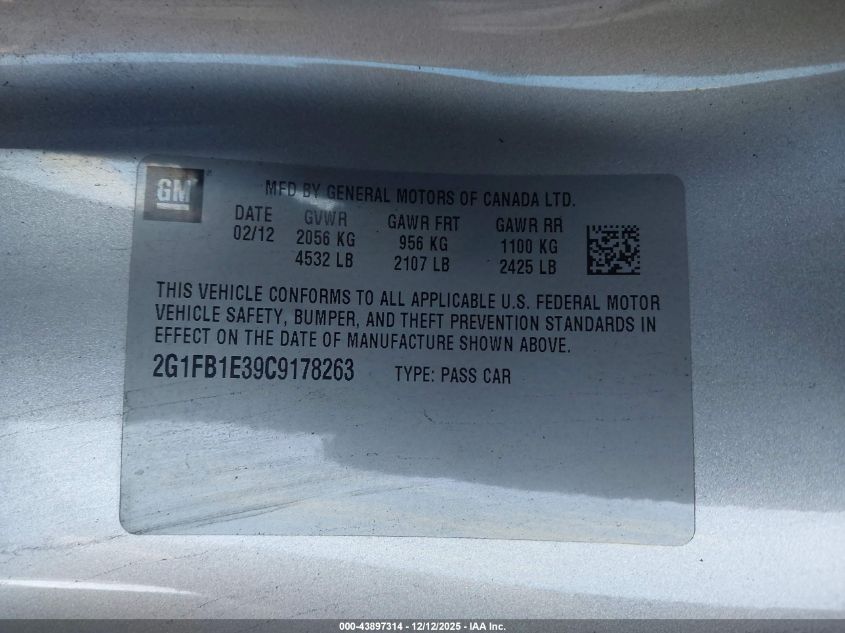 GM
MFD BY GENERAL MOTORS OF CANADA LTD.
DATE GVWR GAWR FRT GAWR RR
02/12 2056 KG 956 KG 1100 KG
4532 LB 2107 LB 2425 LB
THIS VEHICLE CONFORMS TO ALL APPLICABLE U.S. FEDERAL MOTOR
VEHICLE SAFETY, BUMPER, AND THEFT PREVENTION STANDARDS IN
EFFECT ON THE DATE OF MANUFACTURE SHOWN ABOVE.
2G1FB1E39C9178263 TYPE: PASS CAR
000-43897314 - 12/12/2025 - IAA Inc.